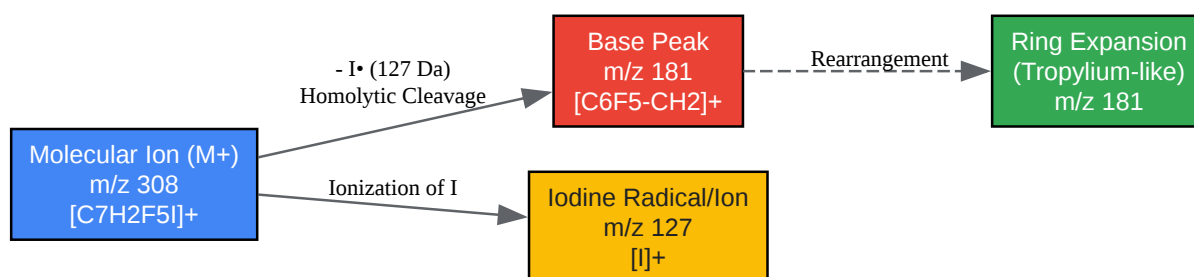 Base Peak
m/z 181
[C6F5-CH2]+
Rearrangement
Ring Expansion
(Tropylium-like)
m/z 181
- I• (127 Da)
Homolytic Cleavage
Molecular Ion (M+)
m/z 308
[C7H2F5I]+
Ionization of I
Iodine Radical/Ion
m/z 127
[I]+